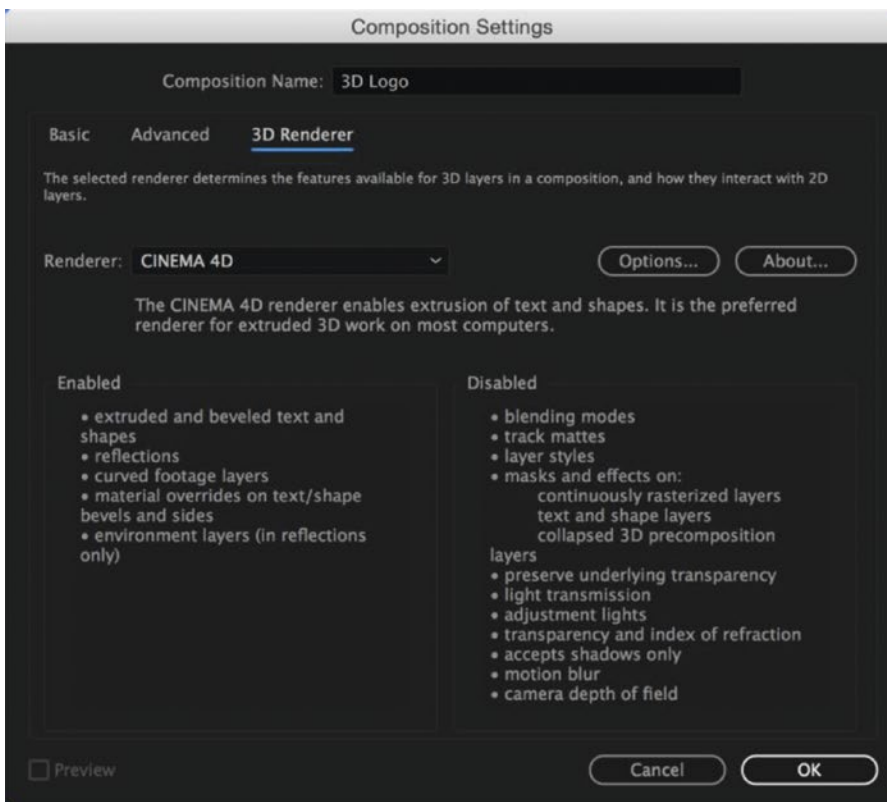 Composition Settings
Composition Name: 3D Logo
Basic Advanced 3D Renderer
The selected renderer determines the features available for 3D layers in a composition, and how they interact with 2D
layers.
Renderer: CINEMA 4D Options... About...
The CINEMA 4D renderer enables extrusion of text and shapes. It is the preferred
renderer for extruded 3D work on most computers.
Enabled
• extruded and beveled text and
shapes
• reflections
• curved footage layers
• material overrides on text/shape
bevels and sides
• environment layers (in reflections
only)
Disabled
• blending modes
• track mattes
• layer styles
• masks and effects on:
continuously rasterized layers
text and shape layers
collapsed 3D precomposition
layers
• preserve underlying transparency
• light transmission
• adjustment lights
• transparency and index of refraction
• accepts shadows only
• motion blur
• camera depth of field
Preview Cancel OK